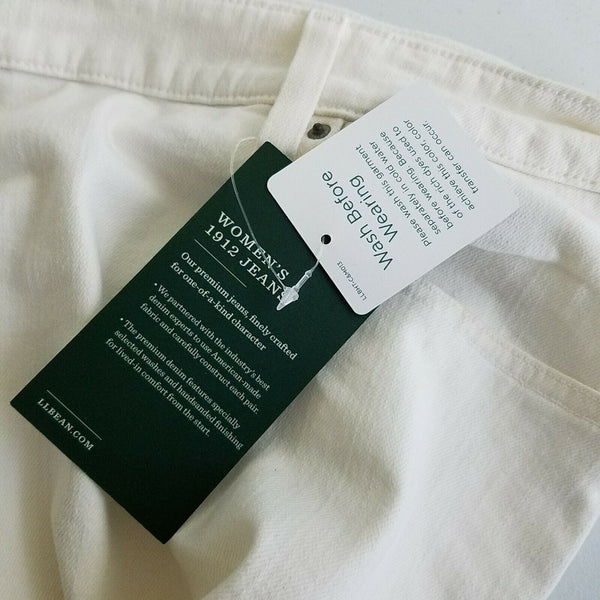 WOMEN'S
1912 JEANS
Our premium jeans, finely crafted
for one-of-a-kind character
• We partnered with the industry's best
denim experts to use American-made
fabric and carefully construct each pair.
• The premium denim features specially
selected washes and handsanded finishing
for lived-in comfort from the start.
LLBEAN.COM
Wash Before
Wearing
Please wash this garment
separately in cold water
before wearing. Because
of the rich dyes used to
achieve this color, color
transfer can occur.
LLBHT-C&H013